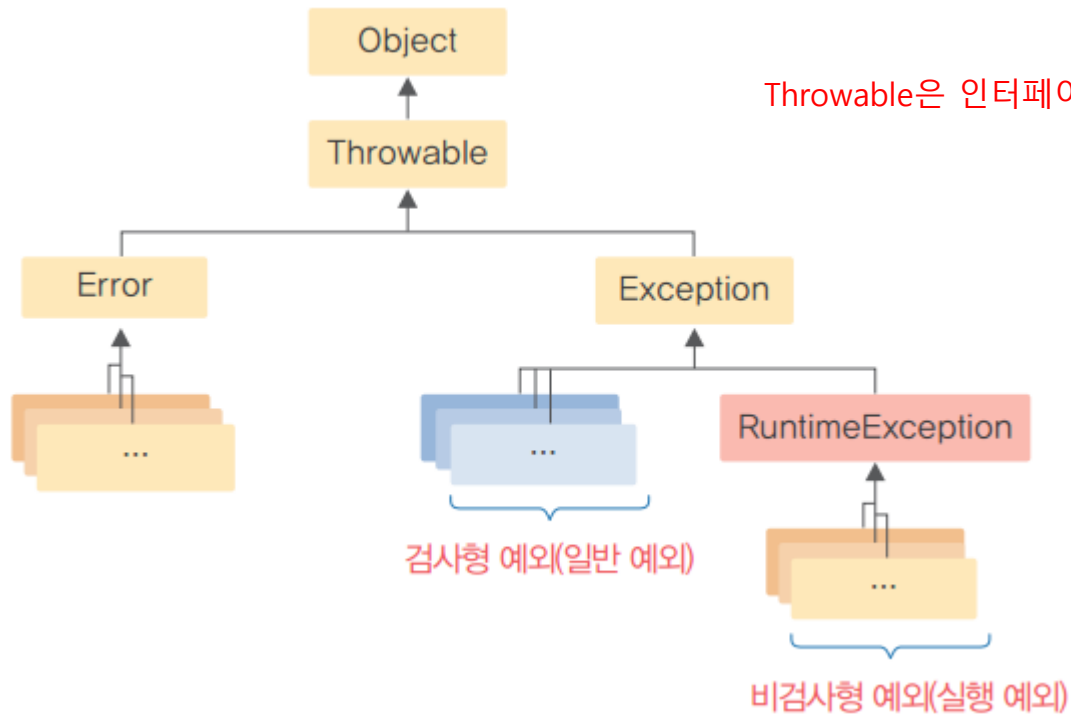 Object
Throwable은 인터페이
Throwable
Error
Exception
...
...
RuntimeException
검사형 예외(일반 예외)
...
비검사형 예외(실행 예외)